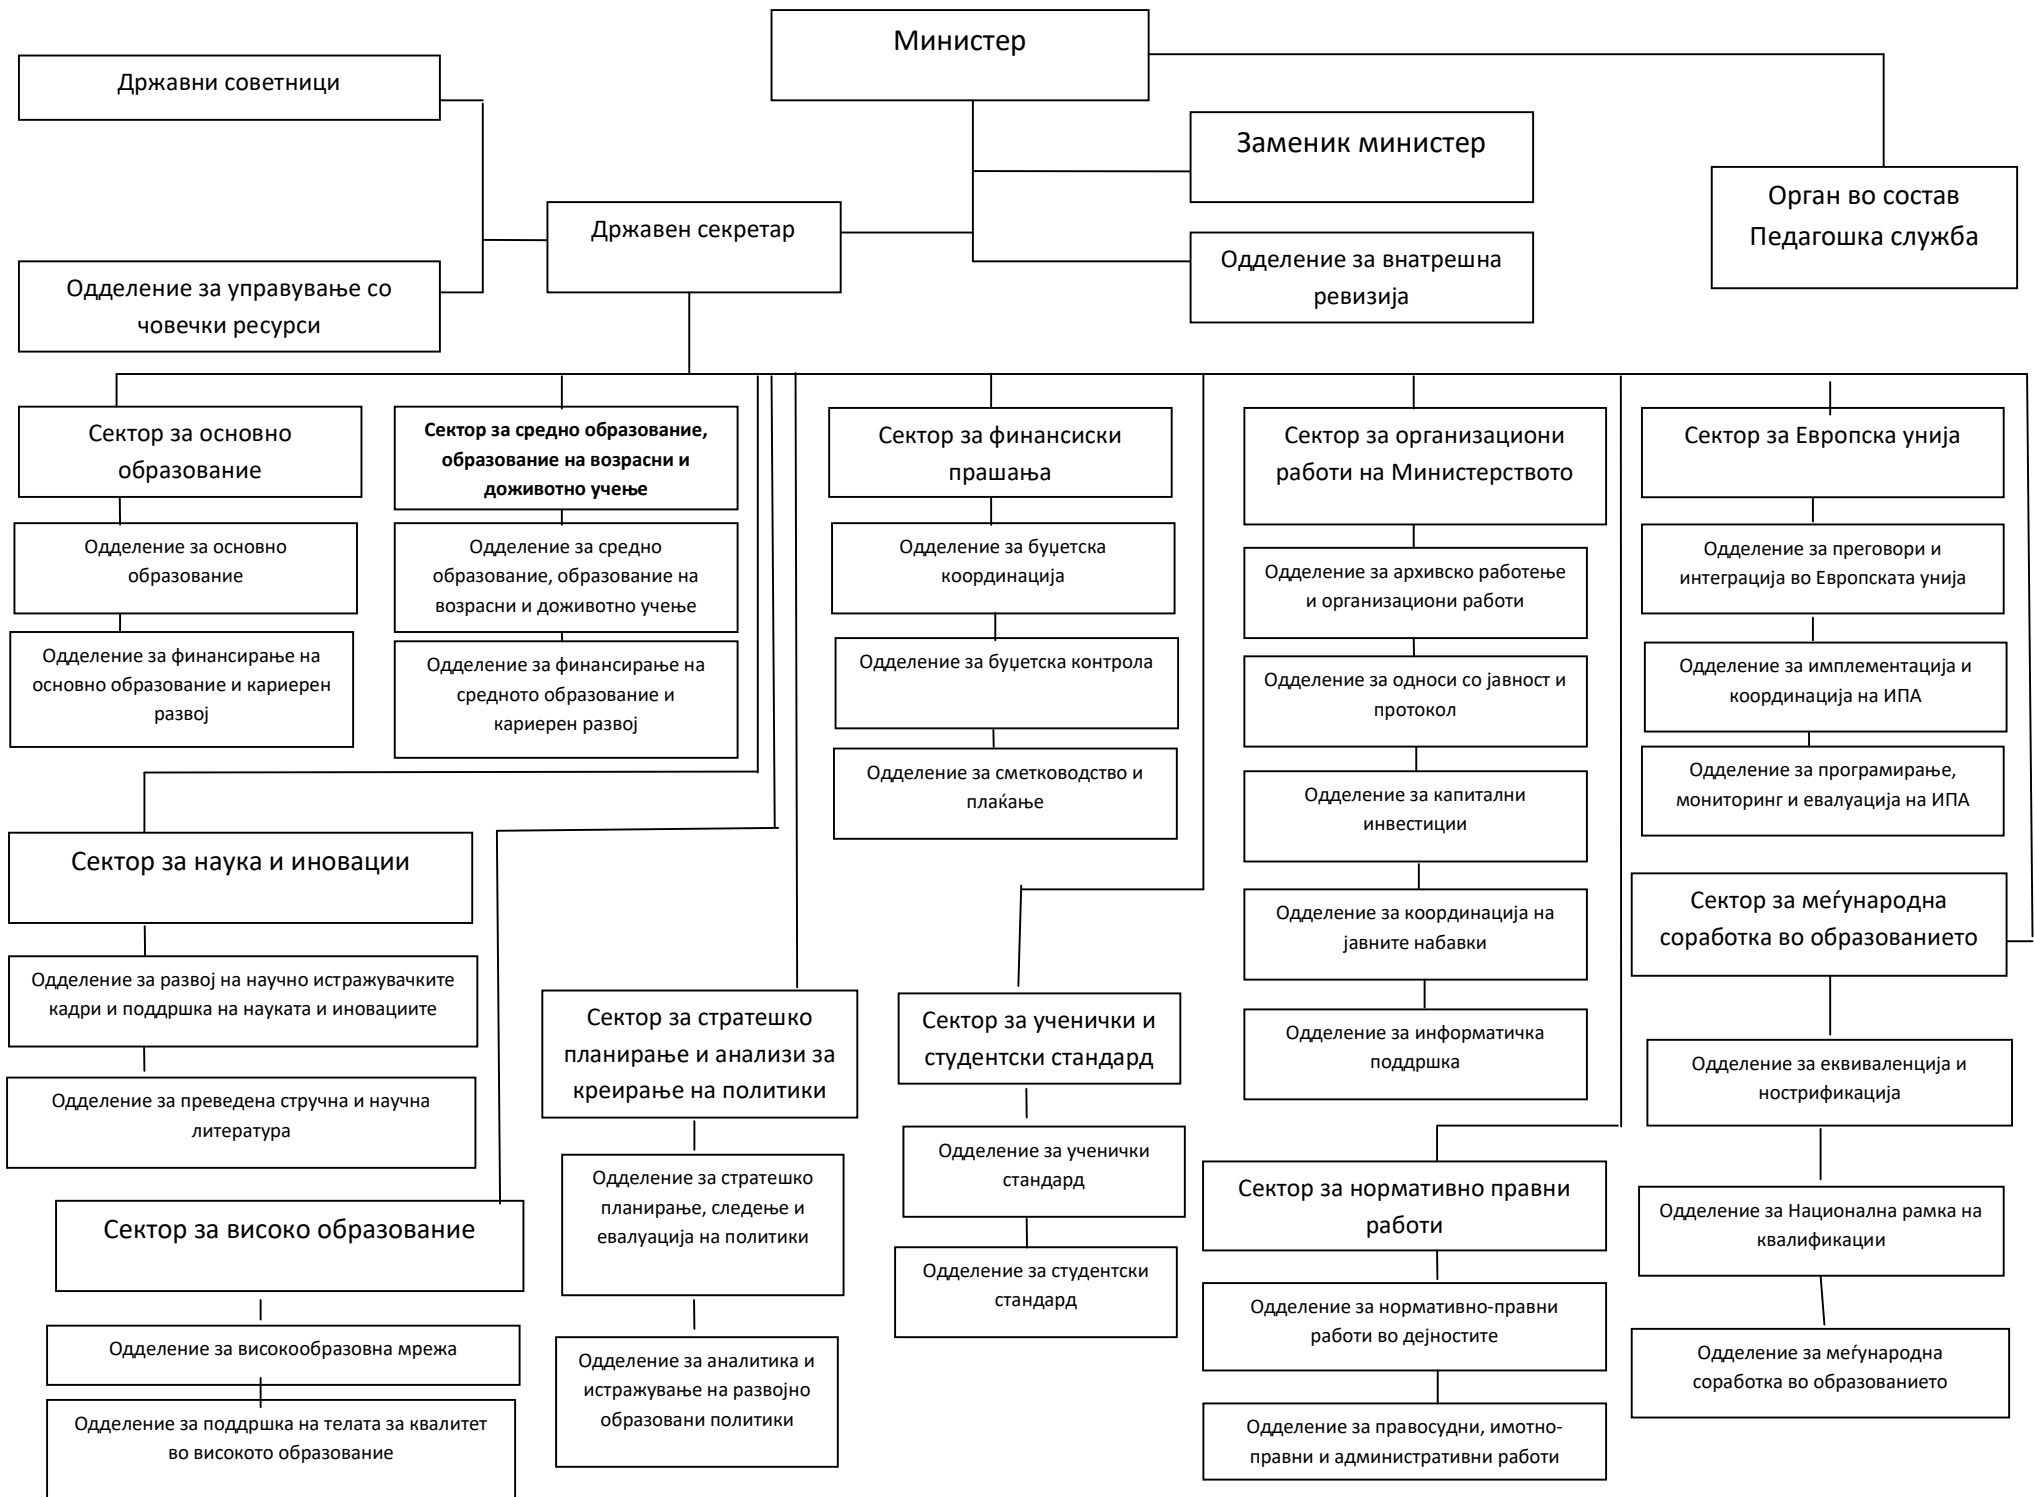 Министер
Државни советници
Заменик министер
Орган во состав
Педагошка служба
Државен секретар
Одделение за внатрешна
ревизија
Одделение за управување со
човечки ресурси
Сектор за основно
образование
Одделение за основно
образование
Одделение за финансирање на
основно образование и кариерен
развој
Сектор за средно образование,
образование на возрасни и
доживотно учење
Одделение за средно
образование, образование на
возрасни и доживотно учење
Одделение за финансирање на
средното образование и
кариерен развој
Сектор за финансиски
прашања
Одделение за буџетска
координација
Одделение за буџетска контрола
Одделение за сметководство и
плаќање
Сектор за организациони
работи на Министерството
Одделение за архивско работење
и организациони работи
Одделение за односи со јавност и
протокол
Одделение за капитални
инвестиции
Одделение за координација на
јавните набавки
Одделение за информатичка
поддршка
Сектор за Европска унија
Одделение за преговори и
интеграција во Европската унија
Одделение за имплементација и
координација на ИПА
Одделение за програмирање,
мониторинг и евалуација на ИПА
Сектор за наука и иновации
Одделение за развој на научно истражувачките
кадри и поддршка на науката и иновациите
Одделение за преведена стручна и научна
литература
Сектор за високо образование
Одделение за високообразовна мрежа
Одделение за поддршка на телата за квалитет
во високото образование
Сектор за стратешко
планирање и анализи за
креирање на политики
Одделение за стратешко
планирање, следење и
евалуација на политики
Одделение за аналитика и
истражување на развојно
образовани политики
Сектор за ученички и
студентски стандард
Одделение за ученички
стандард
Одделение за студентски
стандард
Сектор за нормативно правни
работи
Одделение за нормативно-правни
работи во дејностите
Одделение за правосудни, имотно-
правни и административни работи
Сектор за меѓународна
соработка во образованието
Одделение за еквиваленција и
нострификација
Одделение за Национална рамка на
квалификации
Одделение за меѓународна
соработка во образованието